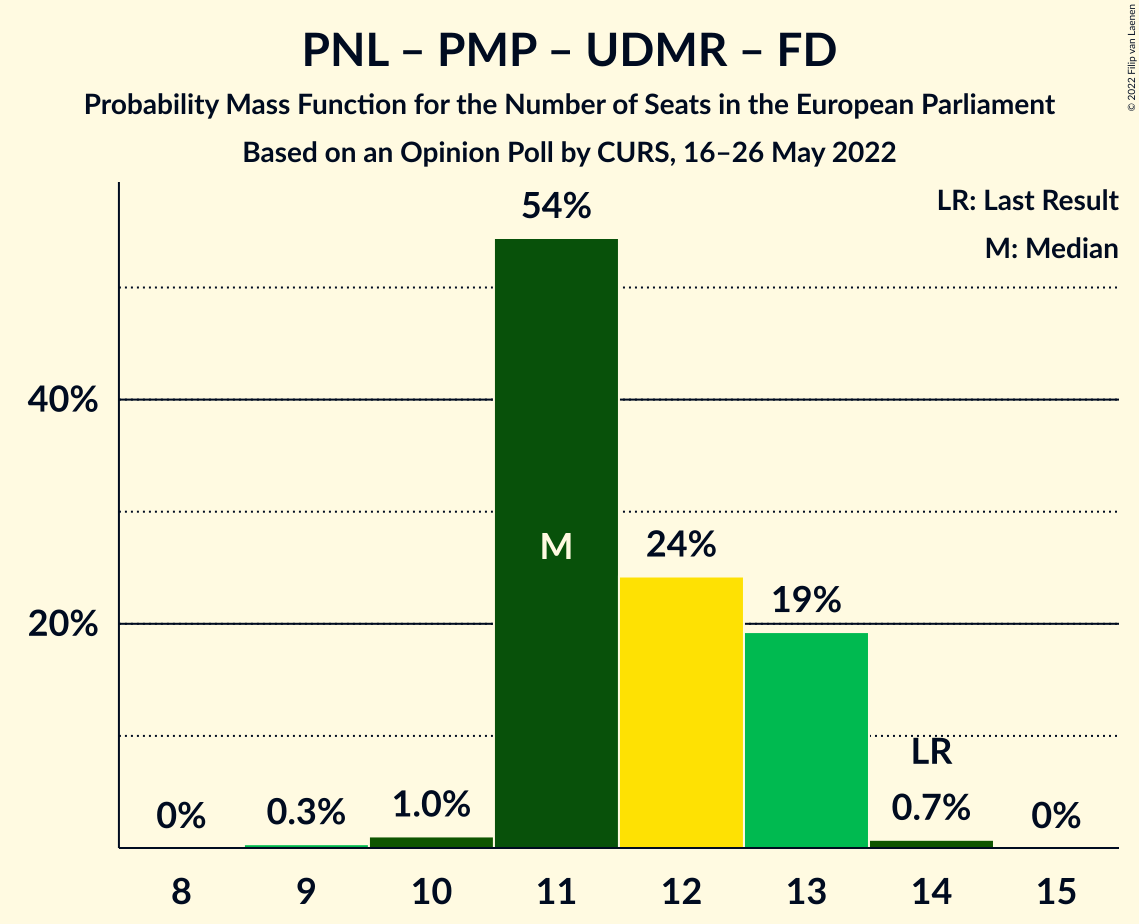 PNL – PMP – UDMR – FD
Probability Mass Function for the Number of Seats in the European Parliament
Based on an Opinion Poll by CURS, 16–26 May 2022
© 2022 Filip van Laenen
LR: Last Result
M: Median
54%
40%
M
24%
19%
20%
LR
0%
0.3%
1.0%
0.7%
0%
8
9
10
11
12
13
14
15